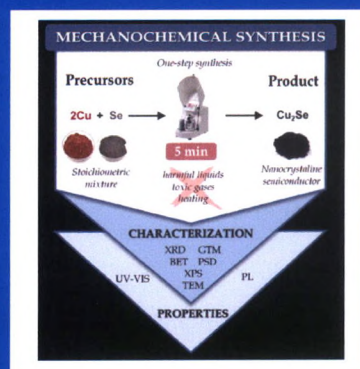 MECHANOCHEMICAL SYNTHESIS
One-step synthesis
Precursors
Product
2Cu + Se
Cu₂Se
5 min
Stoichiometric
mixture
harmful liquids
toxic gases
heating
Nanocrystaline
semiconductor
CHARACTERIZATION
XRD GTM
BET PSD
XPS
TEM
UV-VIS
PL
PROPERTIES